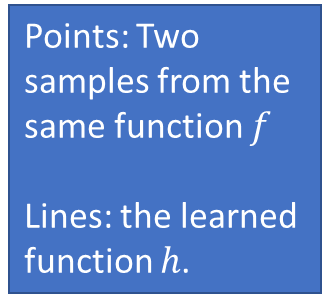 Points: Two
samples from the
same function f
Lines: the learned
function h.